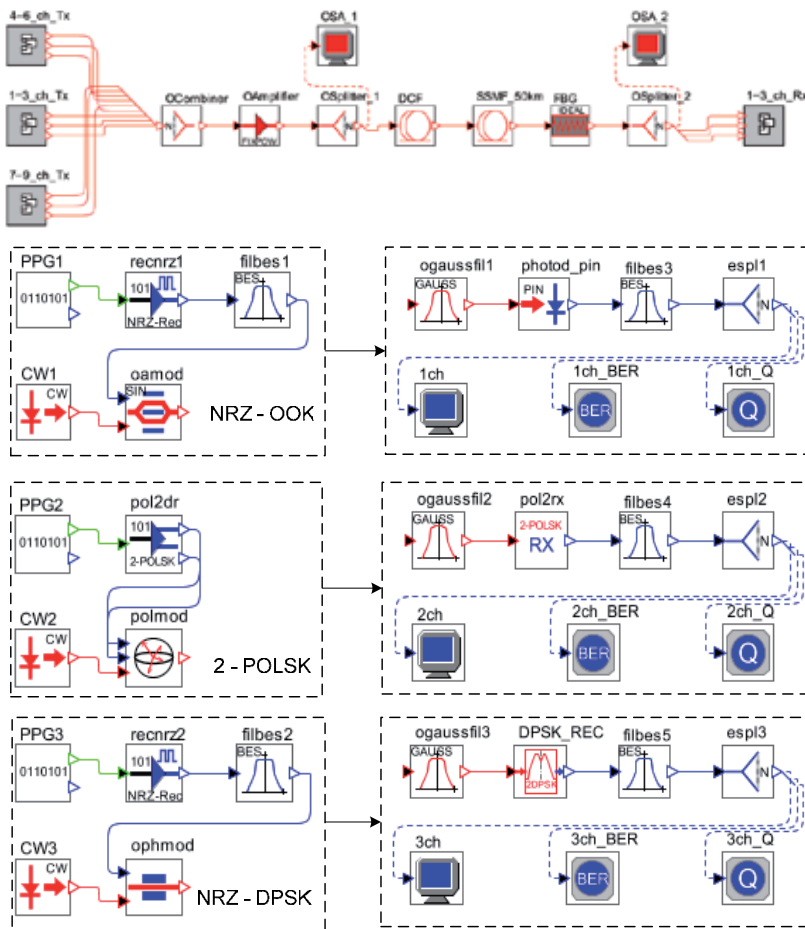 4-6_ch_Tx
OSA_1
OSA_2
1-3_ch_Tx
OCombiner
OAmplifier
OSplitter_1
DCF
SSMF_50km
FBG
OSplitter_2
1-3_ch_Rx
N
FIXPOW
N
IDEAL
N
7-9_ch_Tx
PPG1
recnrz1
filbes1
0110101
101
NRZ-Rec
BES
CW1
oamod
CW
SIN
NRZ - OOK
ogaussfil1
photod_pin
filbes3
espl1
GAUSS
PIN
BES
N
1ch
1ch_BER
1ch_Q
BER
Q
PPG2
pol2dr
0110101
101
2-POLSK
CW2
polmod
CW
2 - POLSK
ogaussfil2
pol2rx
filbes4
espl2
GAUSS
2-POLSK
RX
BES
N
2ch
2ch_BER
2ch_Q
BER
Q
PPG3
recnrz2
filbes2
0110101
101
NRZ-Rec
BES
CW3
ophmod
CW
NRZ - DPSK
ogaussfil3
DPSK_REC
filbes5
espl3
GAUSS
2DPSK
BES
N
3ch
3ch_BER
3ch_Q
BER
Q